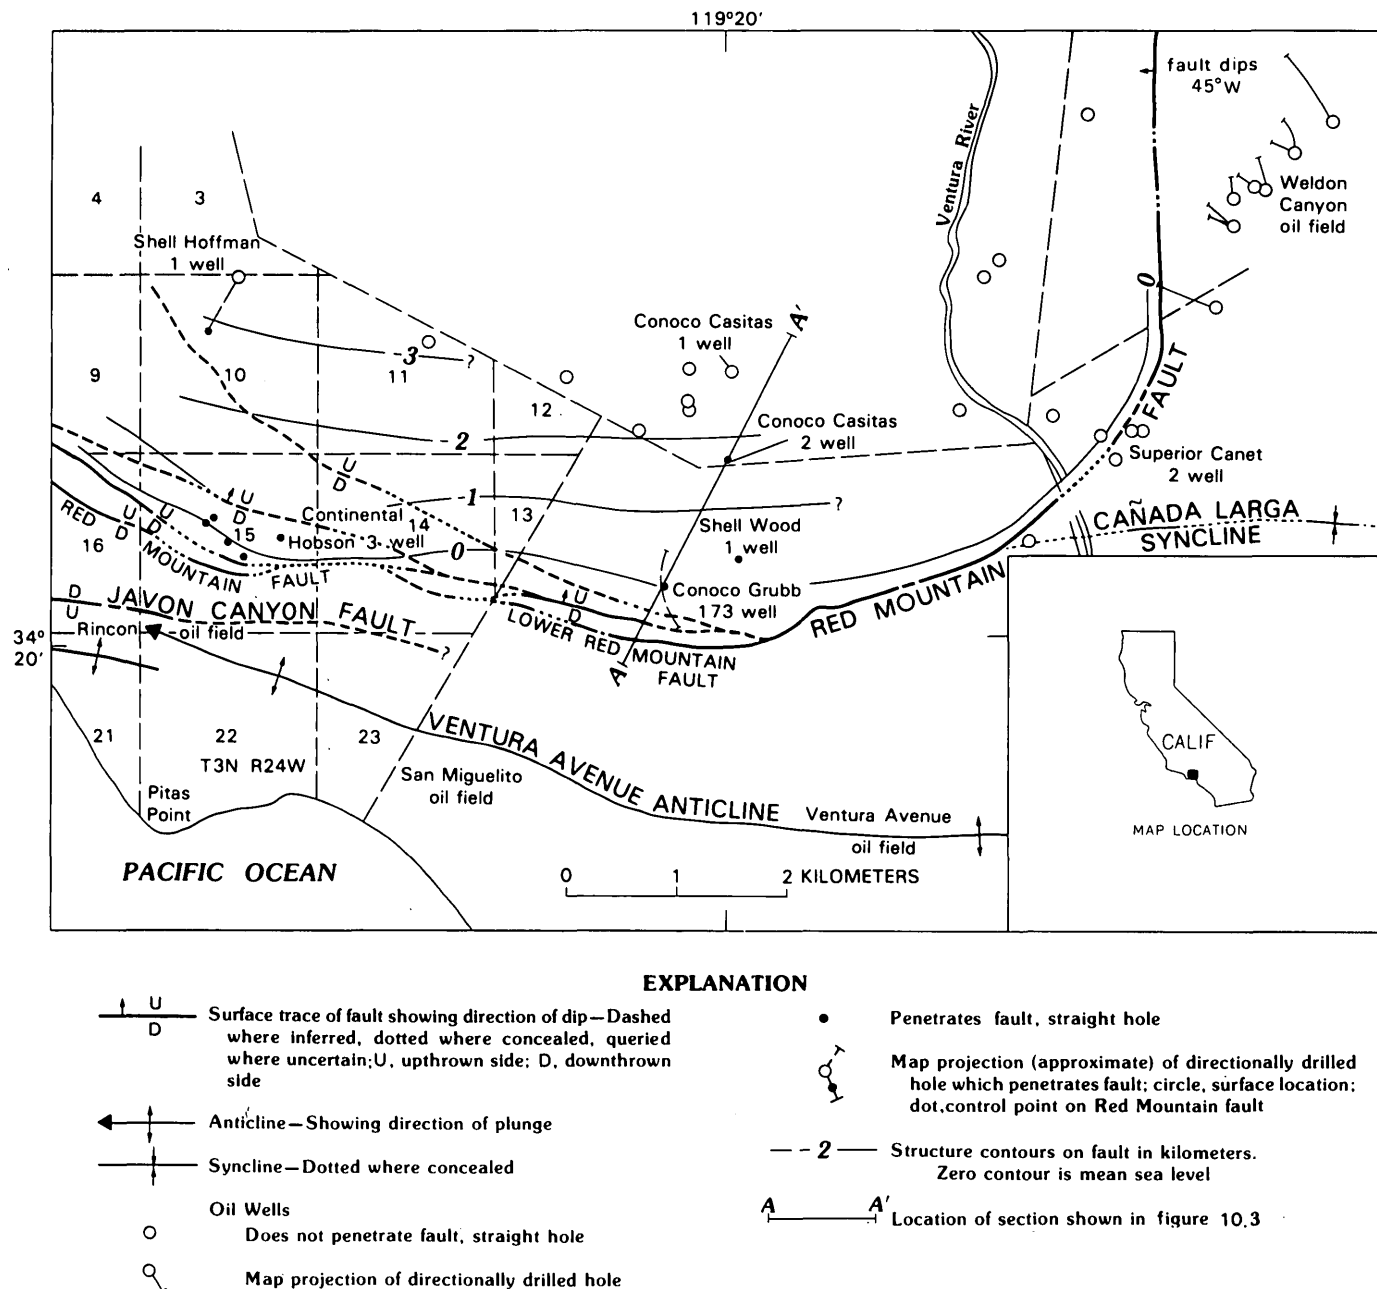 119°20'
fault dips
45°W
Ventura River
4
3
Weldon
Canyon
oil field
Shell Hoffman
1 well
0
A'
Conoco Casitas
1 well
-3
?
9
10
11
12
FAULT
Conoco Casitas
2 well
-2
U
D
Superior Canet
2 well
-1
?
U
D
Continental
14
13
CAÑADA LARGA
SYNCLINE
Shell Wood
1 well
RED
U
D
U
D
15
Hobson 3 well
0
16
MOUNTAIN
FAULT
U
D
Conoco Grubb
173 well
RED MOUNTAIN
D
U
JAVON CANYON FAULT
LOWER RED MOUNTAIN
FAULT
34°
20'
Rincon
oil field
?
A
21
22
23
VENTURA AVENUE ANTICLINE
T3N R24W
San Miguelito
oil field
Pitas
Point
Ventura Avenue
oil field
CALIF
MAP LOCATION
PACIFIC OCEAN
0 1 2 KILOMETERS
EXPLANATION
U
D
Surface trace of fault showing direction of dip—Dashed
where inferred, dotted where concealed, queried
where uncertain; U, upthrown side; D, downthrown
side
Anticline—Showing direction of plunge
Syncline—Dotted where concealed
Oil Wells
Does not penetrate fault, straight hole
Map projection of directionally drilled hole
Penetrates fault, straight hole
Map projection (approximate) of directionally drilled
hole which penetrates fault; circle, surface location;
dot, control point on Red Mountain fault
-2
Structure contours on fault in kilometers.
Zero contour is mean sea level
A A'
Location of section shown in figure 10.3